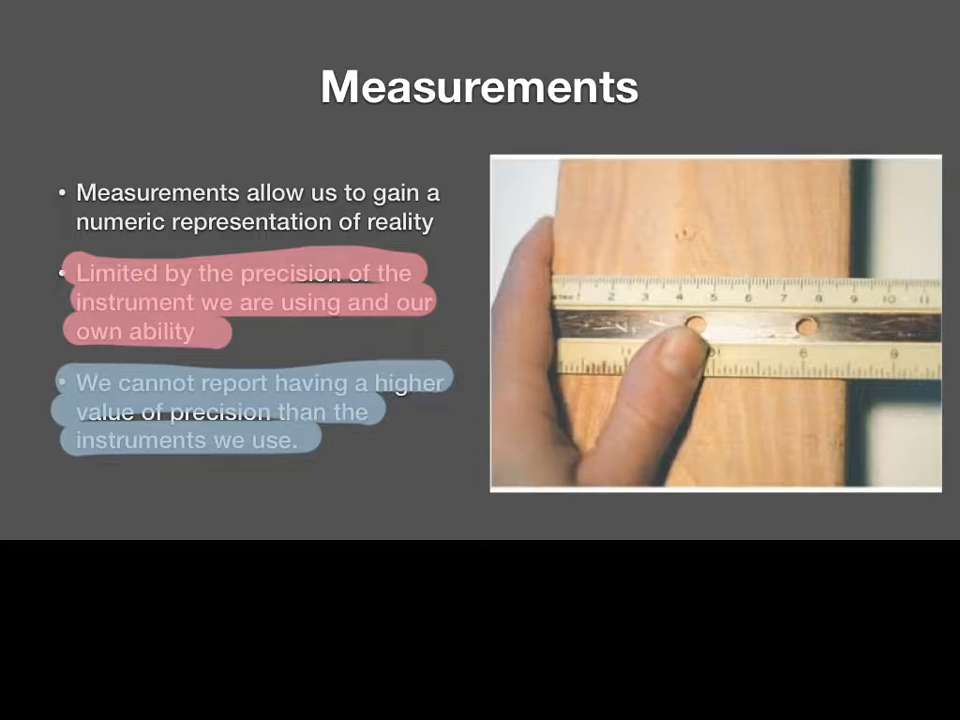 Measurements
• Measurements allow us to gain a
numeric representation of reality
• Limited by the precision of the
instrument we are using and our
own ability
• We cannot report having a higher
value of precision than the
instruments we use.
2 3 4 5 6 7 8 9 10 11